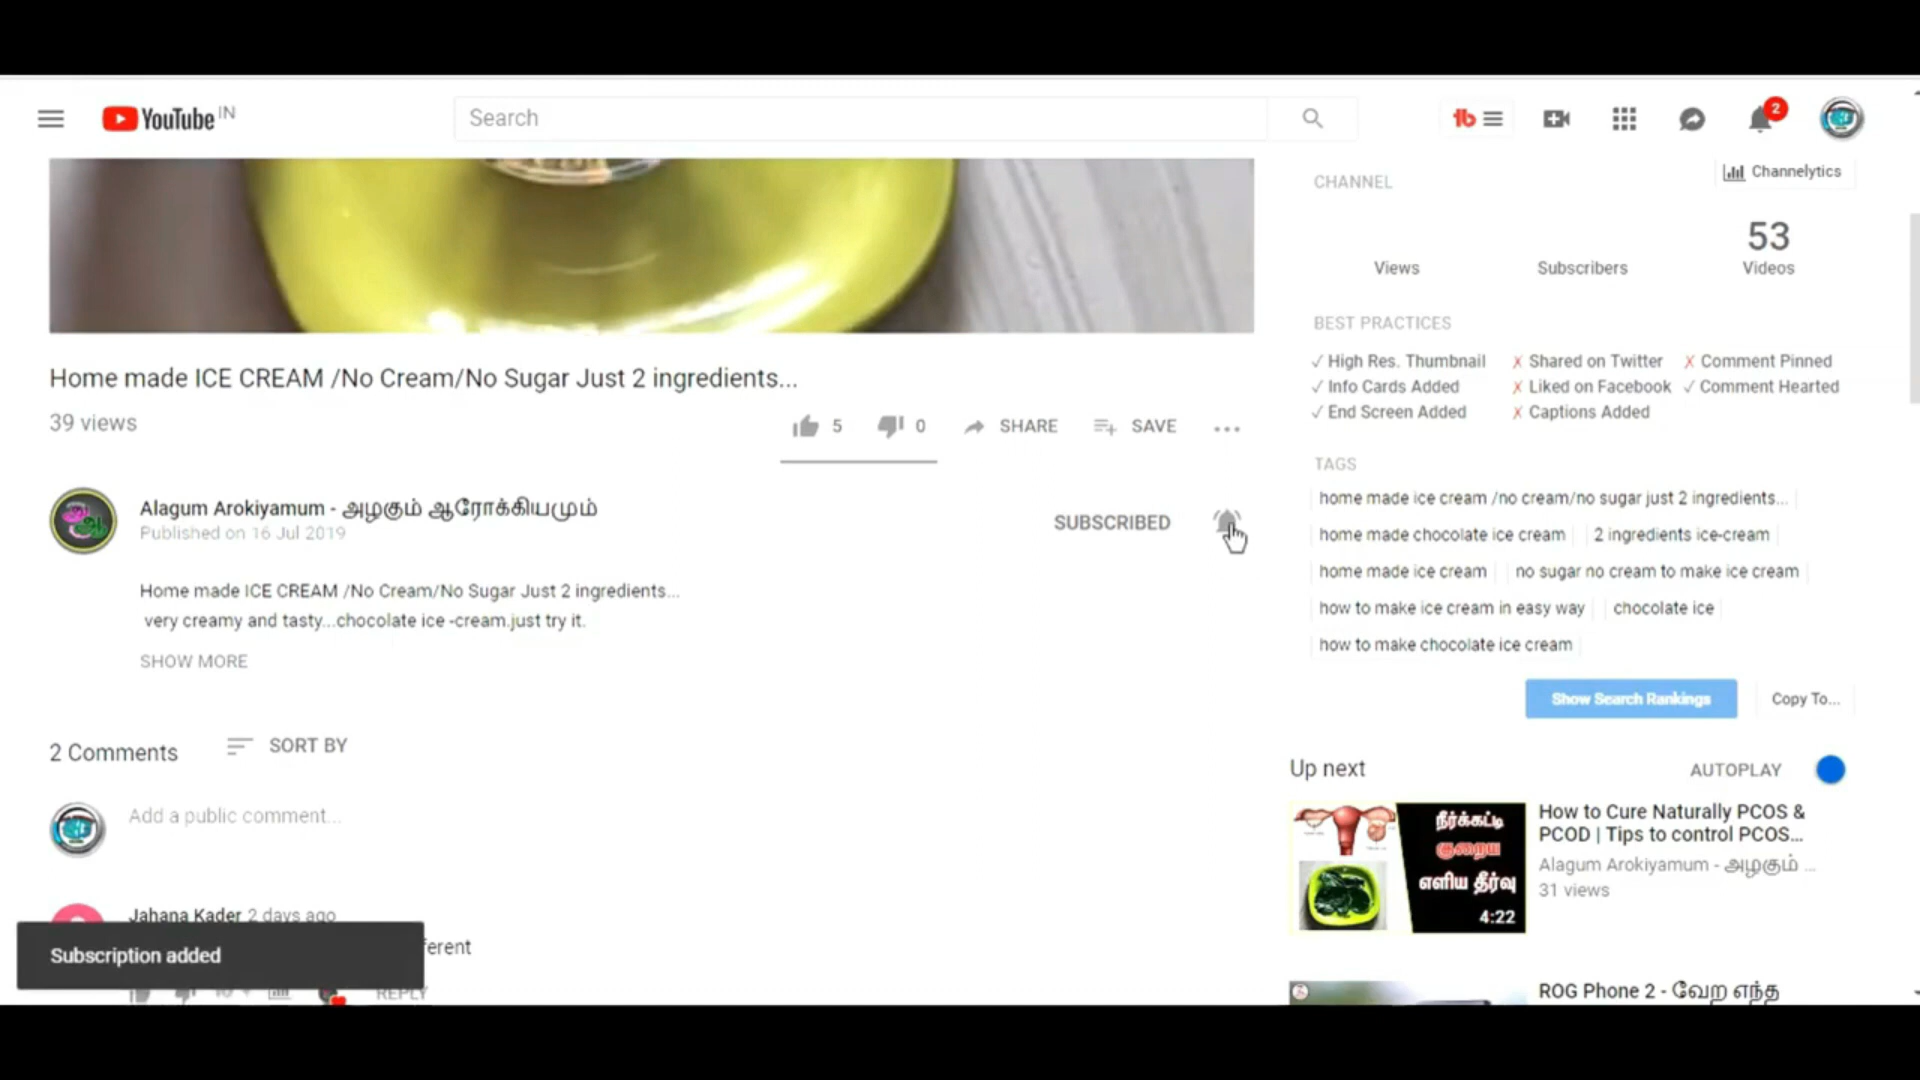 YouTube IN
Search
2
Channelytics
CHANNEL
53
Views Subscribers Videos
BEST PRACTICES
✓ High Res. Thumbnail ✗ Shared on Twitter ✗ Comment Pinned
✓ Info Cards Added ✗ Liked on Facebook ✓ Comment Hearted
✓ End Screen Added ✗ Captions Added
TAGS
home made ice cream /no cream/no sugar just 2 ingredients...
home made chocolate ice cream 2 ingredients ice-cream
home made ice cream no sugar no cream to make ice cream
how to make ice cream in easy way chocolate ice
how to make chocolate ice cream
Show Search Rankings Copy To...
Home made ICE CREAM /No Cream/No Sugar Just 2 ingredients...
39 views
5 0 SHARE SAVE
Alagum Arokiyamum - அழகும் ஆரோக்கியமும்
Published on 16 Jul 2019
SUBSCRIBED
Home made ICE CREAM /No Cream/No Sugar Just 2 ingredients...
very creamy and tasty...chocolate ice -cream.just try it.
SHOW MORE
2 Comments SORT BY
Add a public comment...
Jahana Kader 2 days ago
ferent
Subscription added
REPLY
Up next AUTOPLAY
நீர்க்கட்டி
குறைய
எளிய தீர்வு
4:22
How to Cure Naturally PCOS &
PCOD | Tips to control PCOS...
Alagum Arokiyamum - அழகும் ...
31 views
ROG Phone 2 - வேற எந்த